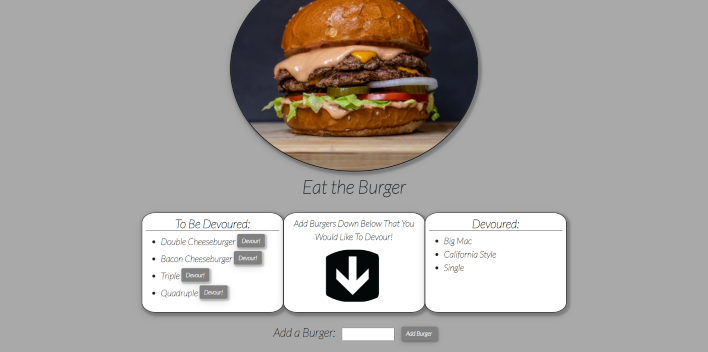 Eat the Burger
To Be Devoured:
Double Cheeseburger Devour!
Bacon Cheeseburger Devour!
Triple Devour!
Quadruple Devour!
Add Burgers Down Below That You
Would Like To Devour!
Devoured:
Big Mac
California Style
Single
Add a Burger: Add Burger